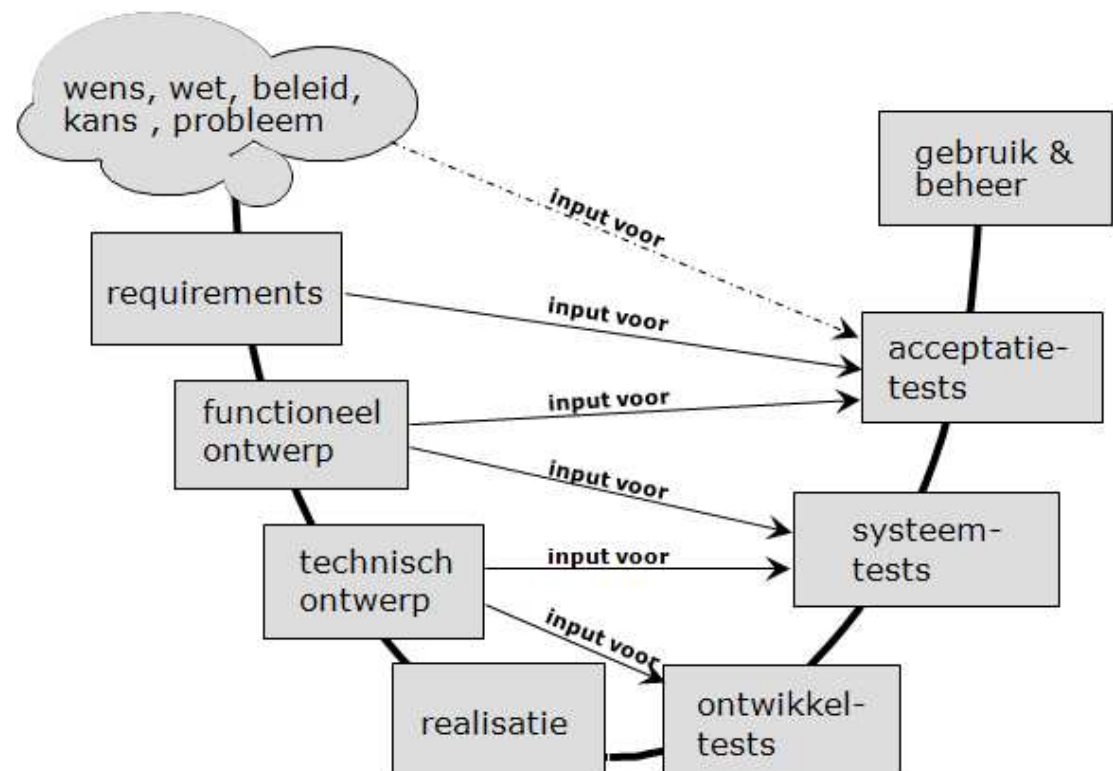 wens, wet, beleid,
kans , probleem
gebruik &
beheer
input voor
requirements
input voor
acceptatie-
tests
functioneel
ontwerp
input voor
input voor
systeem-
tests
technisch
ontwerp
input voor
input voor
realisatie
ontwikkel-
tests